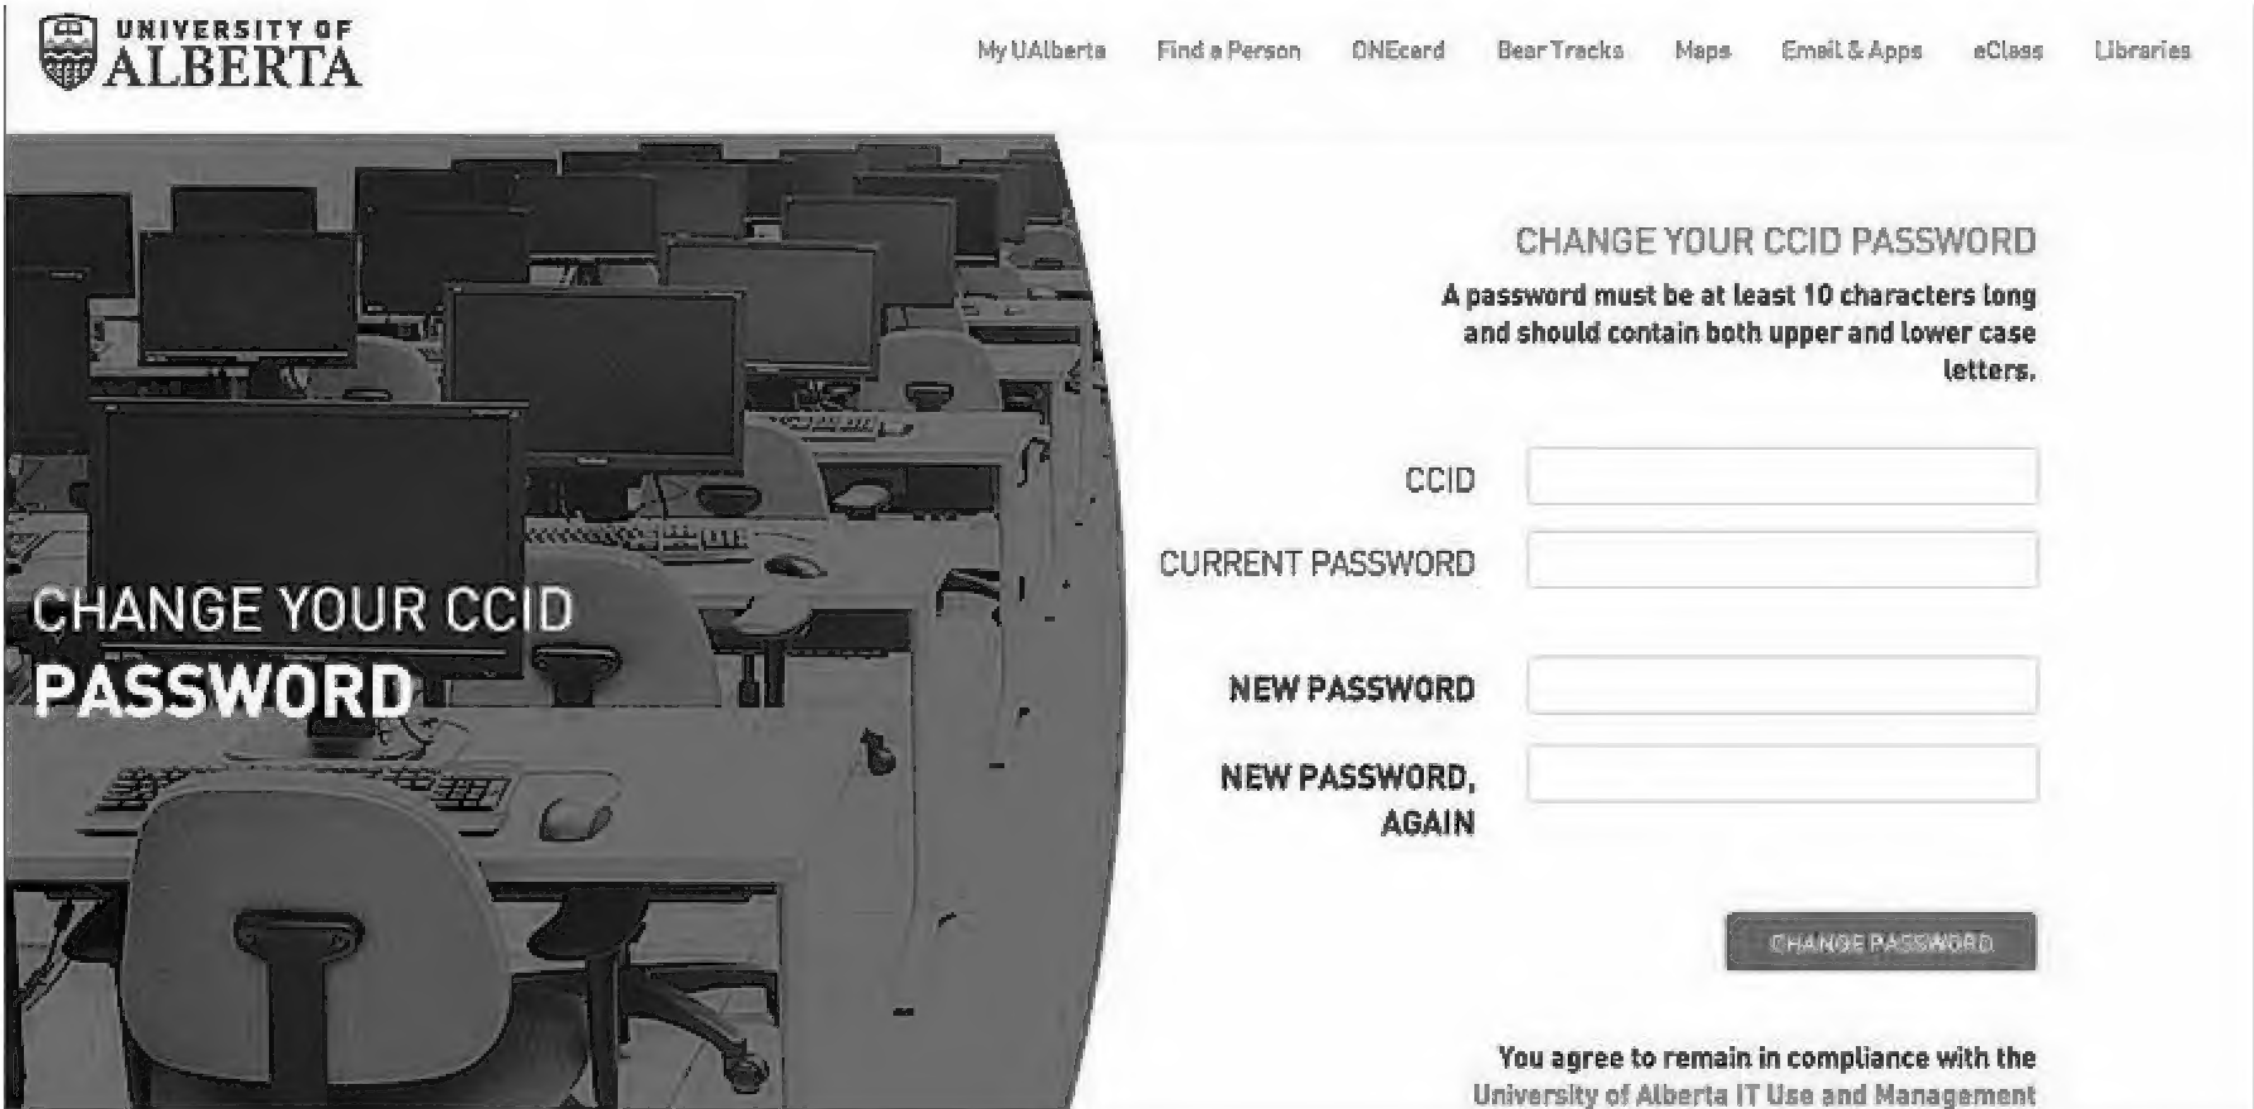 UNIVERSITY OF
ALBERTA
My UAlberta Find a Person ONEcard Bear Tracks Maps Email & Apps eClass Libraries
CHANGE YOUR CCID
PASSWORD
CHANGE YOUR CCID PASSWORD
A password must be at least 10 characters long
and should contain both upper and lower case
letters.
CCID
CURRENT PASSWORD
NEW PASSWORD
NEW PASSWORD,
AGAIN
CHANGE PASSWORD
You agree to remain in compliance with the
University of Alberta IT Use and Management